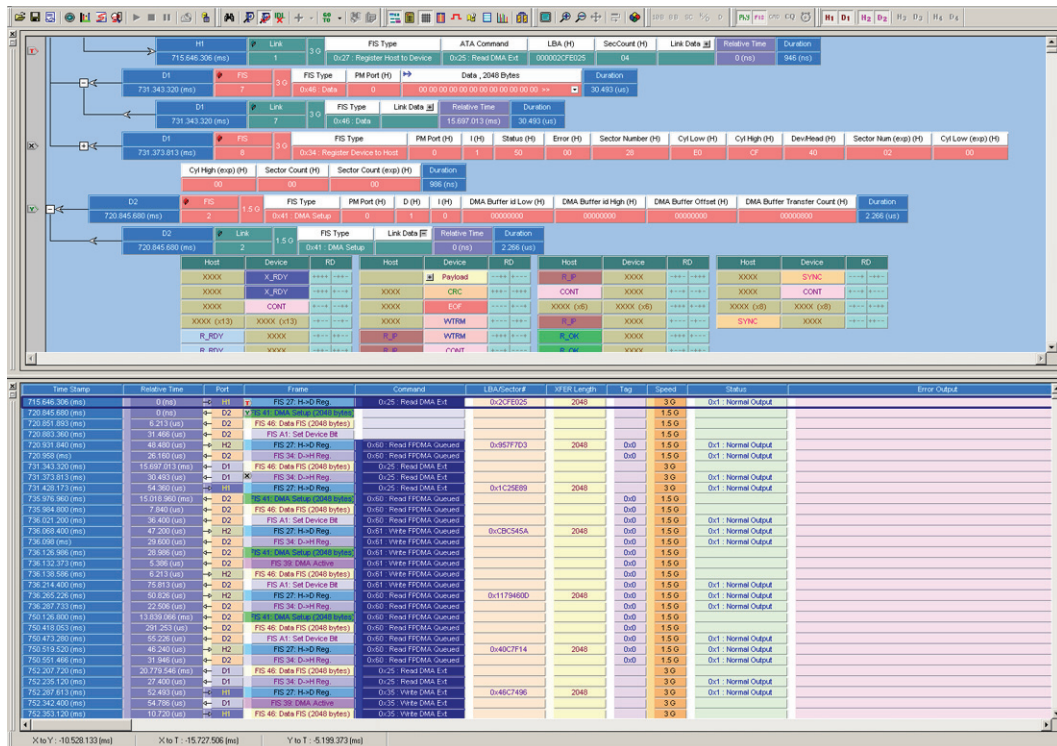 H1 D1 H2 D2 H3 D3 H4 D4
H1 Link FIS Type ATA Command LBA (H) SecCount (H) Link Data Relative Time Duration
715.646.306 (ms) 1 3 G 0x27 : Register Host to Device 0x25 : Read DMA Ext 000002CFE025 04 0 (ns) 946 (ns)
D1 FIS FIS Type PM Port (H) Data , 2048 Bytes Duration
731.343.320 (ms) 7 3 G 0x46 : Data 0 00 00 00 00 00 00 00 00 00 00 00 00 00 00 00 >> 30.493 (us)
D1 Link FIS Type Link Data Relative Time Duration
731.343.320 (ms) 7 3 G 0x46 : Data 15.697.013 (ms) 30.493 (us)
D1 FIS FIS Type PM Port (H) I (H) Status (H) Error (H) Sector Number (H) Cyl Low (H) Cyl High (H) Dev/Head (H) Sector Num (exp) (H) Cyl Low (exp) (H)
731.373.813 (ms) 8 3 G 0x34 : Register Device to Host 0 1 50 00 28 E0 CF 40 02 00
Cyl High (exp) (H) Sector Count (H) Sector Count (exp) (H) Duration
00 00 00 986 (ns)
D2 FIS FIS Type PM Port (H) D (H) I (H) DMA Buffer id Low (H) DMA Buffer id High (H) DMA Buffer Offset (H) DMA Buffer Transfer Count (H) Duration
720.845.680 (ms) 2 1.5 G 0x41 : DMA Setup 0 1 0 00000000 00000000 00000000 00000800 2.266 (us)
D2 Link FIS Type Link Data Relative Time Duration
720.845.680 (ms) 2 1.5 G 0x41 : DMA Setup 0 (ns) 2.266 (us)
Host Device RD Host Device RD Host Device RD Host Device RD
XXXX X_RDY Payload R_IP XXXX XXXX SYNC
XXXX X_RDY XXXX CRC CONT XXXX XXXX CONT
XXXX CONT XXXX EOF XXXX (x6) XXXX (x6) XXXX (x8) XXXX (x8)
XXXX (x13) XXXX (x13) XXXX WTRM R_IP XXXX SYNC XXXX
R_RDY XXXX R_IP WTRM R_OK XXXX
R_RDY XXXX R_IP CONT R_OK XXXX
Time Stamp Relative Time Port Frame Command LBA/Sector# XFER Length Tag Speed Status Error Output
715.646.306 (ms) 0 (ns) H1 FIS 27: H->D Reg. 0x25 : Read DMA Ext 0x2CFE025 2048 3 G 0x1 : Normal Output
720.845.680 (ms) 0 (ns) D2 FIS 41: DMA Setup (2048 bytes) 1.5 G
720.851.893 (ms) 6.213 (us) D2 FIS 46: Data FIS (2048 bytes) 1.5 G
720.883.360 (ms) 31.466 (us) D2 FIS A1: Set Device Bit 1.5 G
720.931.840 (ms) 48.480 (us) H2 FIS 27: H->D Reg. 0x60 : Read FPDMA Queued 0x957F7D3 2048 0x0 1.5 G 0x1 : Normal Output
720.958 (ms) 26.160 (us) D2 FIS 34: D->H Reg. 0x60 : Read FPDMA Queued 0x0 1.5 G 0x1 : Normal Output
731.343.320 (ms) 15.697.013 (ms) D1 FIS 46: Data FIS (2048 bytes) 0x25 : Read DMA Ext 3 G
731.373.813 (ms) 30.493 (us) D1 FIS 34: D->H Reg. 0x25 : Read DMA Ext 3 G 0x1 : Normal Output
731.428.173 (ms) 54.360 (us) H1 FIS 27: H->D Reg. 0x25 : Read DMA Ext 0x1C25E89 2048 3 G 0x1 : Normal Output
735.976.960 (ms) 15.018.960 (ms) D2 FIS 41: DMA Setup (2048 bytes) 0x60 : Read FPDMA Queued 0x0 1.5 G
735.984.800 (ms) 7.840 (us) D2 FIS 46: Data FIS (2048 bytes) 0x60 : Read FPDMA Queued 0x0 1.5 G
736.021.200 (ms) 36.400 (us) D2 FIS A1: Set Device Bit 0x60 : Read FPDMA Queued 0x0 1.5 G 0x1 : Normal Output
736.068.400 (ms) 47.200 (us) H2 FIS 27: H->D Reg. 0x61 : Write FPDMA Queued 0xCBC545A 2048 0x0 1.5 G 0x1 : Normal Output
736.098 (ms) 29.600 (us) D2 FIS 34: D->H Reg. 0x61 : Write FPDMA Queued 0x0 1.5 G 0x1 : Normal Output
736.126.986 (ms) 28.986 (us) D2 FIS 41: DMA Setup (2048 bytes) 0x61 : Write FPDMA Queued 0x0 1.5 G
736.132.373 (ms) 5.386 (us) D2 FIS 39: DMA Active 0x61 : Write FPDMA Queued 0x0 1.5 G
736.138.586 (ms) 6.213 (us) H2 FIS 46: Data FIS (2048 bytes) 0x61 : Write FPDMA Queued 0x0 1.5 G
736.214.400 (ms) 75.813 (us) D2 FIS A1: Set Device Bit 0x61 : Write FPDMA Queued 0x0 1.5 G 0x1 : Normal Output
736.265.226 (ms) 50.826 (us) H2 FIS 27: H->D Reg. 0x60 : Read FPDMA Queued 0x1179460D 2048 0x0 1.5 G 0x1 : Normal Output
736.287.733 (ms) 22.506 (us) D2 FIS 34: D->H Reg. 0x60 : Read FPDMA Queued 0x0 1.5 G 0x1 : Normal Output
750.126.800 (ms) 13.839.066 (ms) D2 FIS 41: DMA Setup (2048 bytes) 0x60 : Read FPDMA Queued 0x0 1.5 G
750.418.053 (ms) 291.253 (us) D2 FIS 46: Data FIS (2048 bytes) 0x60 : Read FPDMA Queued 0x0 1.5 G
750.473.280 (ms) 55.226 (us) D2 FIS A1: Set Device Bit 0x60 : Read FPDMA Queued 0x0 1.5 G 0x1 : Normal Output
750.519.520 (ms) 46.240 (us) H2 FIS 27: H->D Reg. 0x60 : Read FPDMA Queued 0x40C7F14 2048 0x0 1.5 G 0x1 : Normal Output
750.551.466 (ms) 31.946 (us) D2 FIS 34: D->H Reg. 0x60 : Read FPDMA Queued 0x0 1.5 G 0x1 : Normal Output
752.207.720 (ms) 20.779.546 (ms) D1 FIS 46: Data FIS (2048 bytes) 0x25 : Read DMA Ext 3 G
752.235.120 (ms) 27.400 (us) D1 FIS 34: D->H Reg. 0x25 : Read DMA Ext 3 G 0x1 : Normal Output
752.287.613 (ms) 52.493 (us) H1 FIS 27: H->D Reg. 0x35 : Write DMA Ext 0x46C7496 2048 3 G 0x1 : Normal Output
752.342.400 (ms) 54.786 (us) D1 FIS 39: DMA Active 0x35 : Write DMA Ext 3 G
752.353.120 (ms) 10.720 (us) H1 FIS 46: Data FIS (2048 bytes) 0x35 : Write DMA Ext 3 G
X to Y : -10.528.133 (ms) X to T : -15.727.506 (ms) Y to T : -5.199.373 (ms)